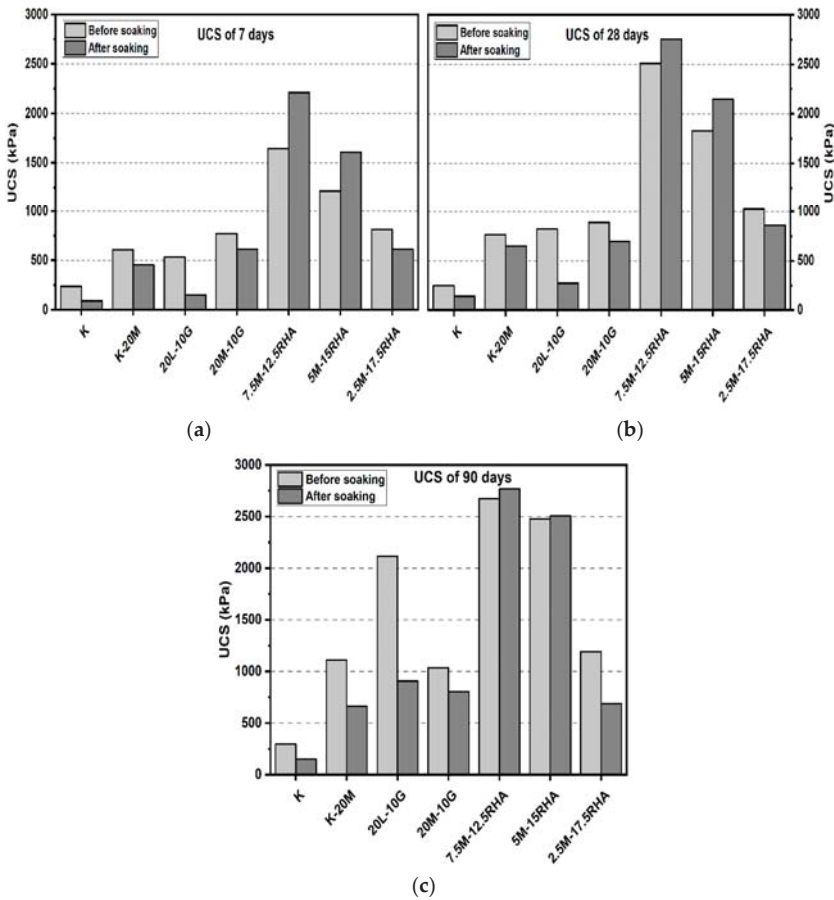 UCS of 7 days
Before soaking
After soaking
3000
2500
2000
1500
1000
500
0
UCS (kPa)
K
K-20M
20L-10G
20M-10G
7.5M-12.5RHA
5M-15RHA
2.5M-17.5RHA
(a)
UCS of 28 days
Before soaking
After soaking
3000
2500
2000
1500
1000
500
0
UCS (kPa)
K
K-20M
20L-10G
20M-10G
7.5M-12.5RHA
5M-15RHA
2.5M-17.5RHA
(b)
UCS of 90 days
Before soaking
After soaking
3000
2500
2000
1500
1000
500
0
UCS (kPa)
K
K-20M
20L-10G
20M-10G
7.5M-12.5RHA
5M-15RHA
2.5M-17.5RHA
(c)